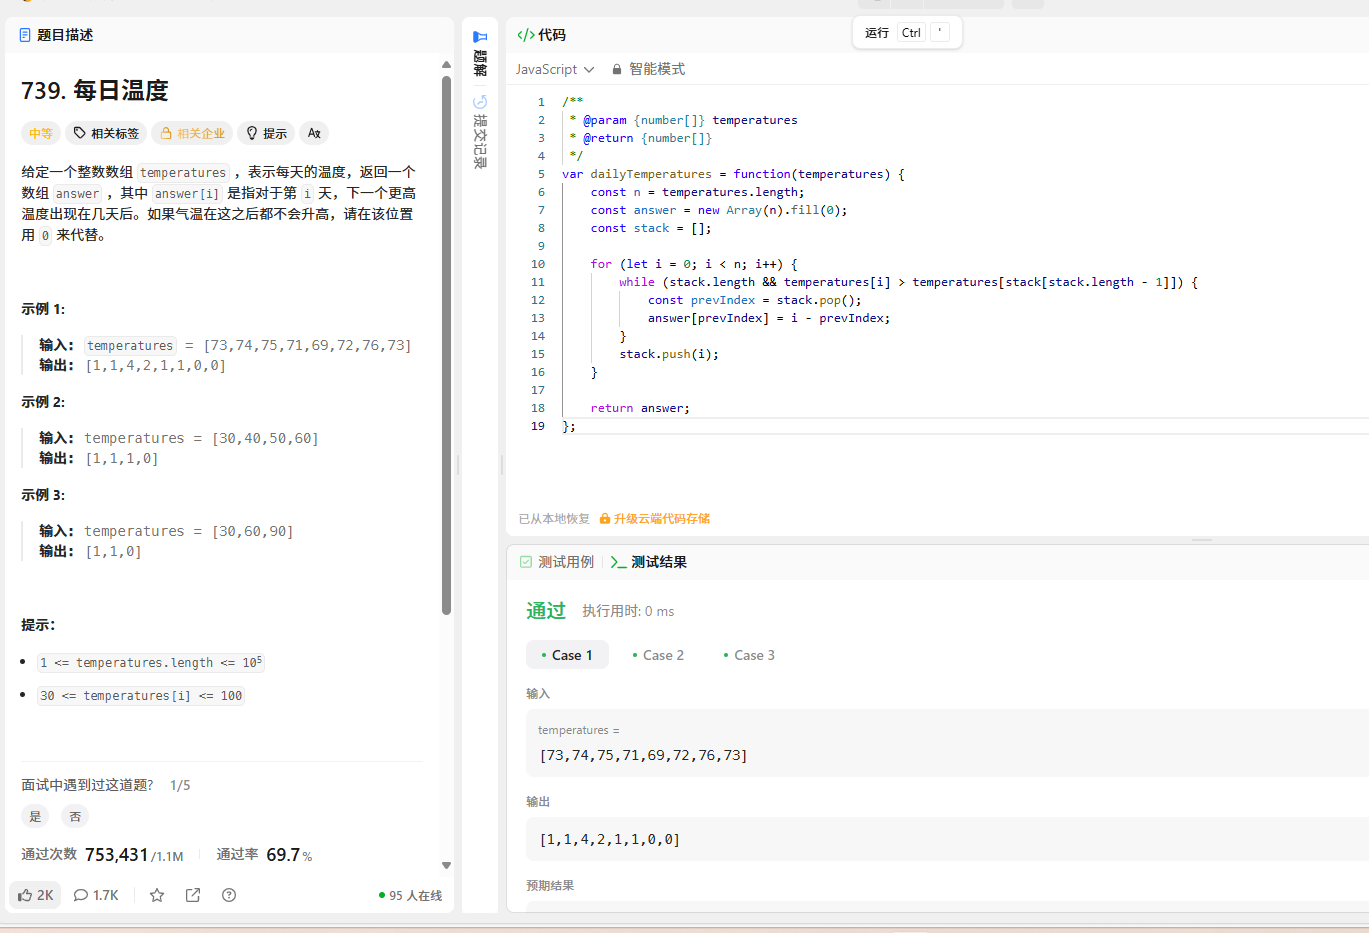 题目描述
739. 每日温度
中等 相关标签 相关企业 提示
给定一个整数数组 temperatures ，表示每天的温度，返回一个
数组 answer ，其中 answer[i] 是指对于第 i 天，下一个更高
温度出现在几天后。如果气温在这之后都不会升高，请在该位置
用 0 来代替。
示例 1:
输入: temperatures = [73,74,75,71,69,72,76,73]
输出: [1,1,4,2,1,1,0,0]
示例 2:
输入: temperatures = [30,40,50,60]
输出: [1,1,1,0]
示例 3:
输入: temperatures = [30,60,90]
输出: [1,1,0]
提示：
1 <= temperatures.length <= 10⁵
30 <= temperatures[i] <= 100
面试中遇到过这道题? 1/5
是 否
通过次数 753,431/1.1M 通过率 69.7%
2K 1.7K 95 人在线
题解
提交记录
代码
运行 Ctrl '
JavaScript 智能模式
1 /**
2  * @param {number[]} temperatures
3  * @return {number[]}
4  */
5 var dailyTemperatures = function(temperatures) {
6     const n = temperatures.length;
7     const answer = new Array(n).fill(0);
8     const stack = [];
9
10     for (let i = 0; i < n; i++) {
11         while (stack.length && temperatures[i] > temperatures[stack[stack.length - 1]]) {
12             const prevIndex = stack.pop();
13             answer[prevIndex] = i - prevIndex;
14         }
15         stack.push(i);
16     }
17
18     return answer;
19 };
已从本地恢复 升级云端代码存储
测试用例 测试结果
通过 执行用时: 0 ms
Case 1 Case 2 Case 3
输入
temperatures =
[73,74,75,71,69,72,76,73]
输出
[1,1,4,2,1,1,0,0]
预期结果